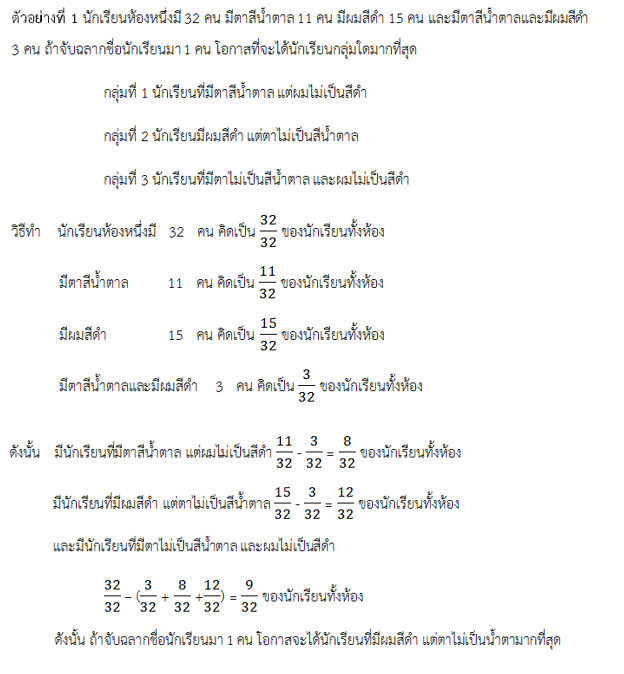 ตัวอย่างที่ 1 นักเรียนห้องหนึ่งมี 32 คน มีตาสีน้ำตาล 11 คน มีผมสีดำ 15 คน และมีตาสีน้ำตาลและมีผมสีดำ
3 คน ถ้าจับฉลากชื่อนักเรียนมา 1 คน โอกาสที่จะได้นักเรียนกลุ่มใดมากที่สุด
กลุ่มที่ 1 นักเรียนที่มีตาสีน้ำตาล แต่ผมไม่เป็นสีดำ
กลุ่มที่ 2 นักเรียนมีผมสีดำ แต่ตาไม่เป็นสีน้ำตาล
กลุ่มที่ 3 นักเรียนที่มีตาไม่เป็นสีน้ำตาล และผมไม่เป็นสีดำ
วิธีทำ นักเรียนห้องหนึ่งมี 32 คน คิดเป็น 32/32 ของนักเรียนทั้งห้อง
มีตาสีน้ำตาล 11 คน คิดเป็น 11/32 ของนักเรียนทั้งห้อง
มีผมสีดำ 15 คน คิดเป็น 15/32 ของนักเรียนทั้งห้อง
มีตาสีน้ำตาลและมีผมสีดำ 3 คน คิดเป็น 3/32 ของนักเรียนทั้งห้อง
ดังนั้น มีนักเรียนที่มีตาสีน้ำตาล แต่ผมไม่เป็นสีดำ 11/32 - 3/32 = 8/32 ของนักเรียนทั้งห้อง
มีนักเรียนที่มีผมสีดำ แต่ตาไม่เป็นสีน้ำตาล 15/32 - 3/32 = 12/32 ของนักเรียนทั้งห้อง
และมีนักเรียนที่มีตาไม่เป็นสีน้ำตาล และผมไม่เป็นสีดำ
32/32 – (3/32 + 8/32 + 12/32) = 9/32 ของนักเรียนทั้งห้อง
ดังนั้น ถ้าจับฉลากชื่อนักเรียนมา 1 คน โอกาสจะได้นักเรียนที่มีผมสีดำ แต่ตาไม่เป็นน้ำตามากที่สุด